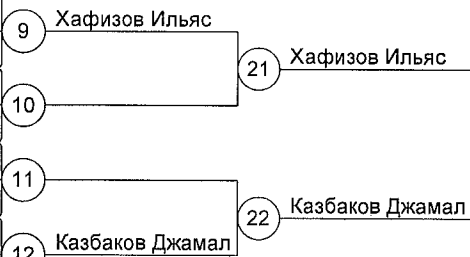 9 Хафизов Ильяс
21 Хафизов Ильяс
10
11
22 Казбаков Джамал
12 Казбаков Джамал